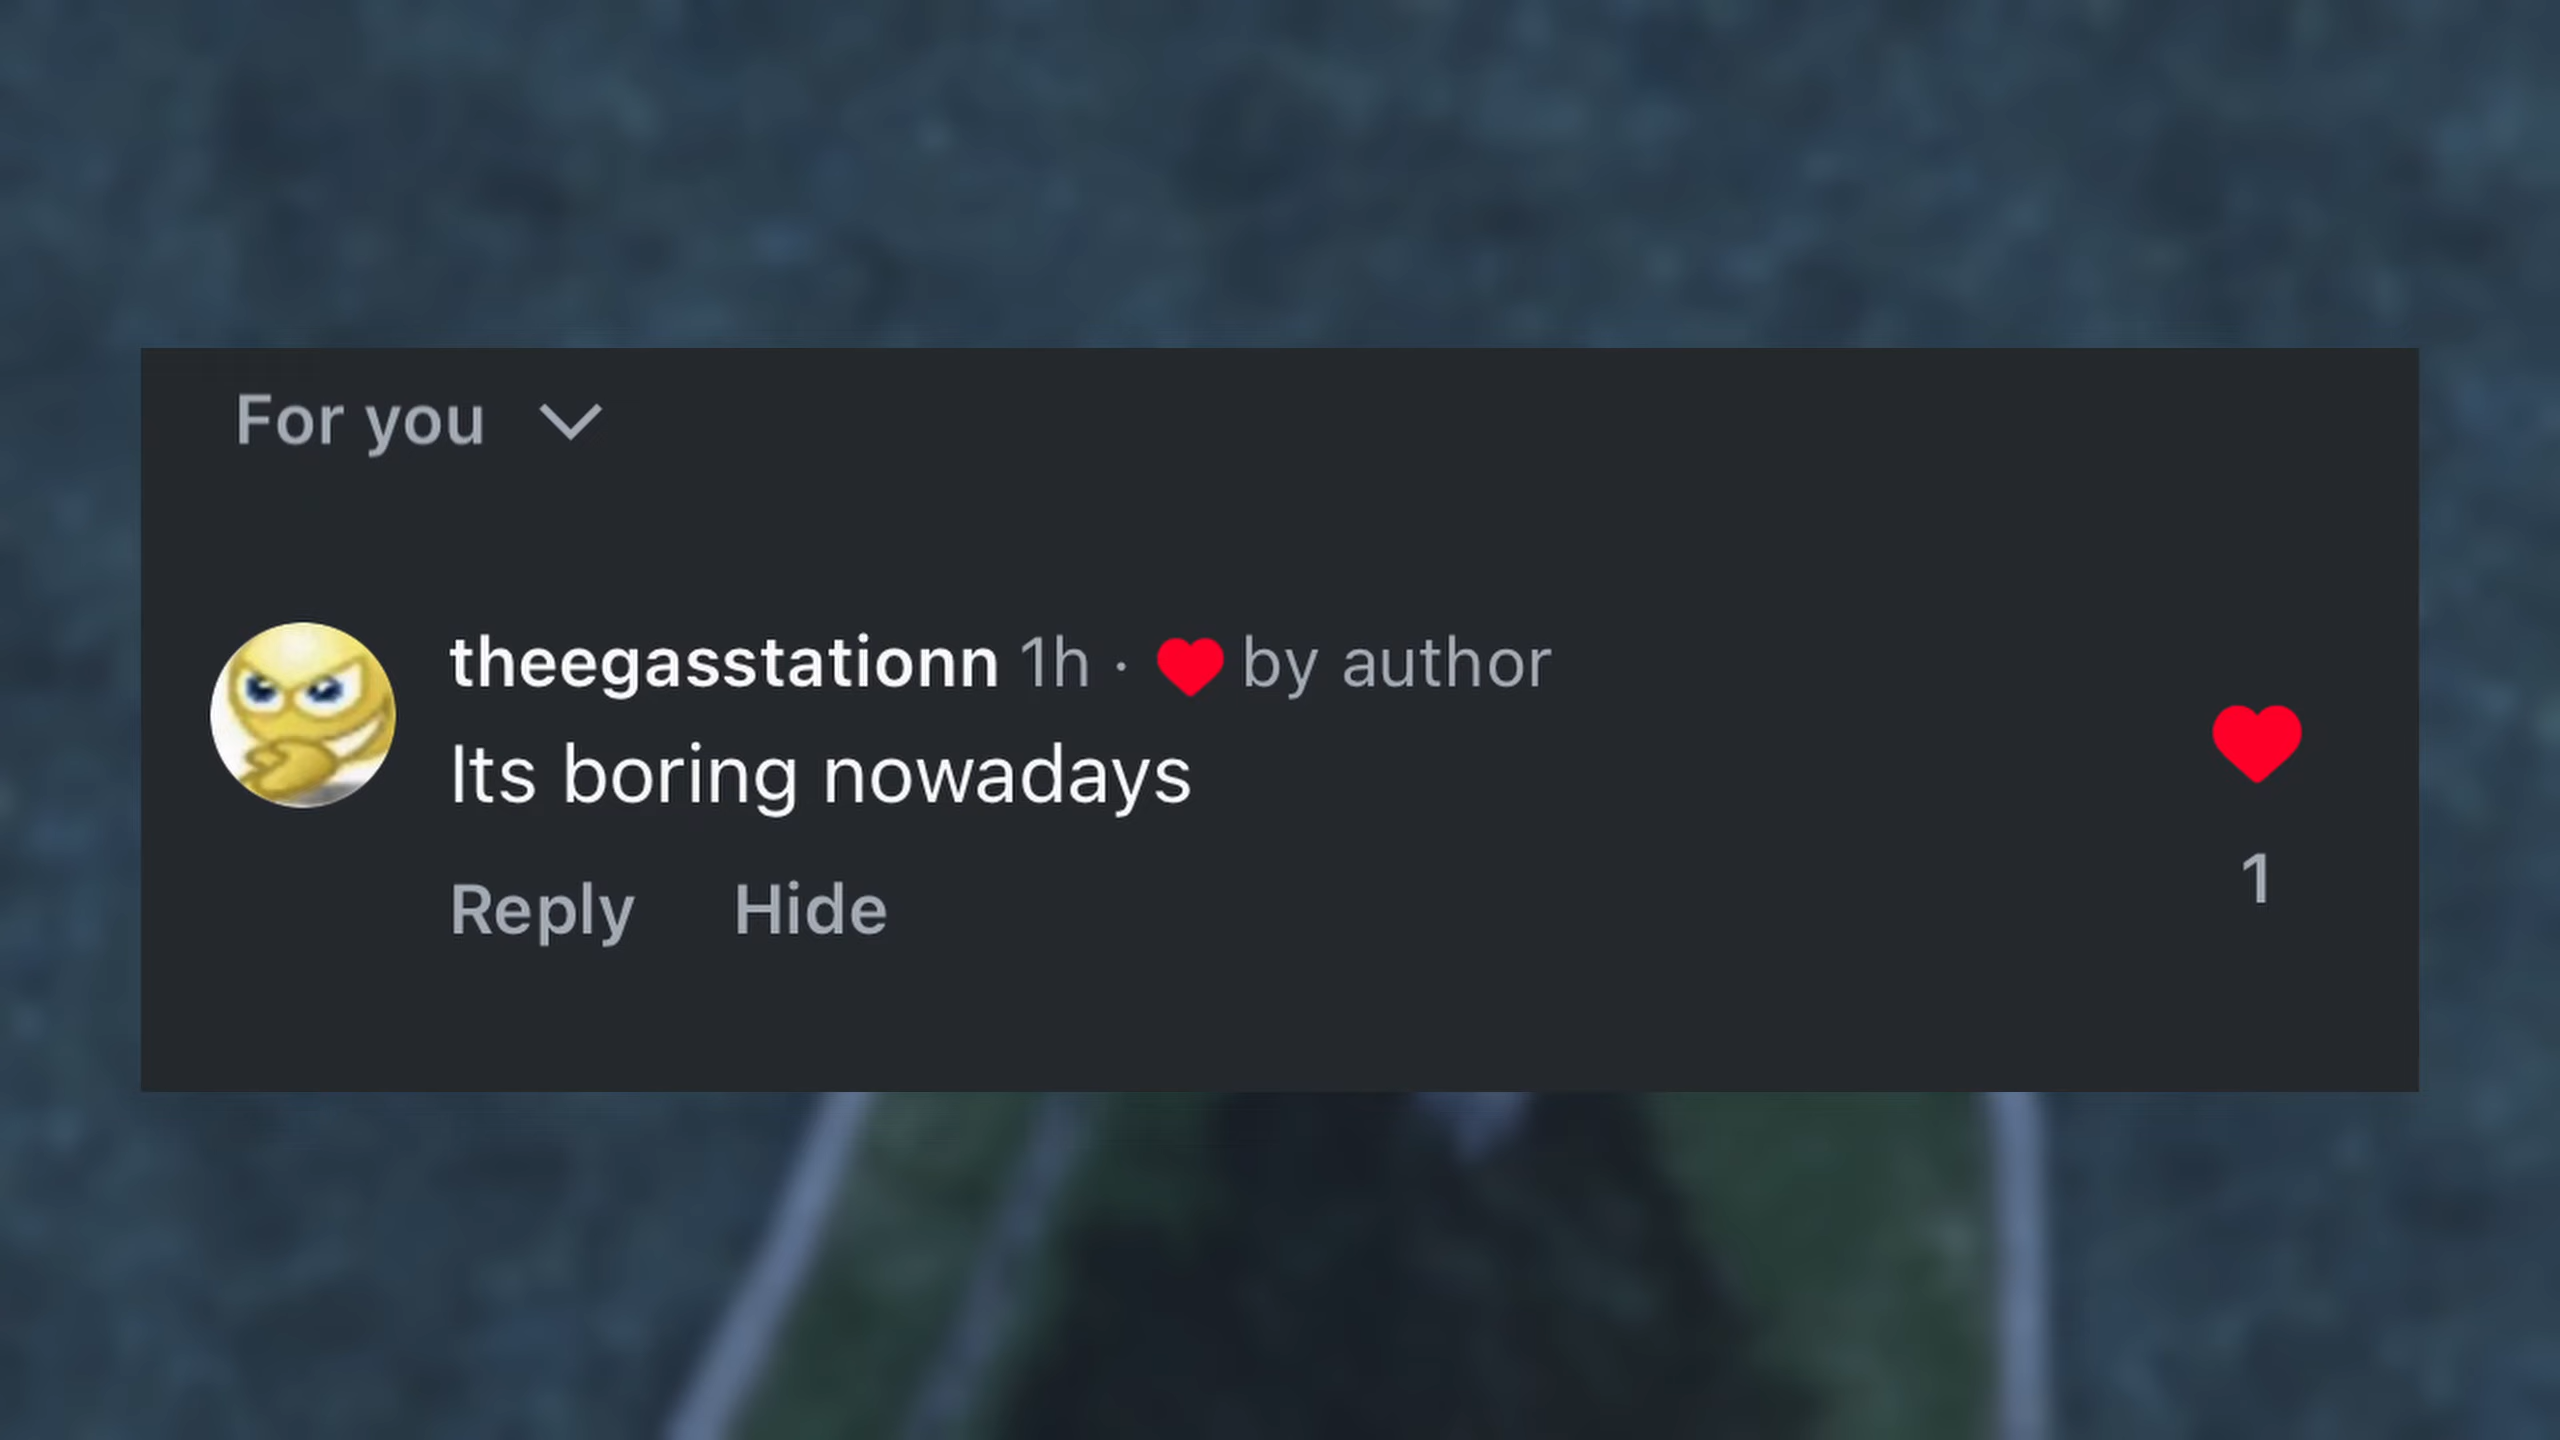 For you
theegasstationn 1h · ❤️ by author
Its boring nowadays
Reply Hide
1